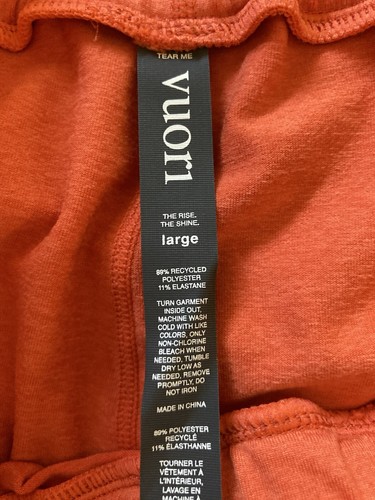 TEAR ME
vuori
THE RISE.
THE SHINE.
large
89% RECYCLED
POLYESTER
11% ELASTANE
TURN GARMENT
INSIDE OUT,
MACHINE WASH
COLD WITH LIKE
COLORS, ONLY
NON-CHLORINE
BLEACH WHEN
NEEDED, TUMBLE
DRY LOW AS
NEEDED, REMOVE
PROMPTLY, DO
NOT IRON
MADE IN CHINA
89% POLYESTER
RECYCLÉ
11% ÉLASTHANNE
TOURNER LE
VÊTEMENT À
L'INTÉRIEUR,
LAVAGE EN
MACHINE À